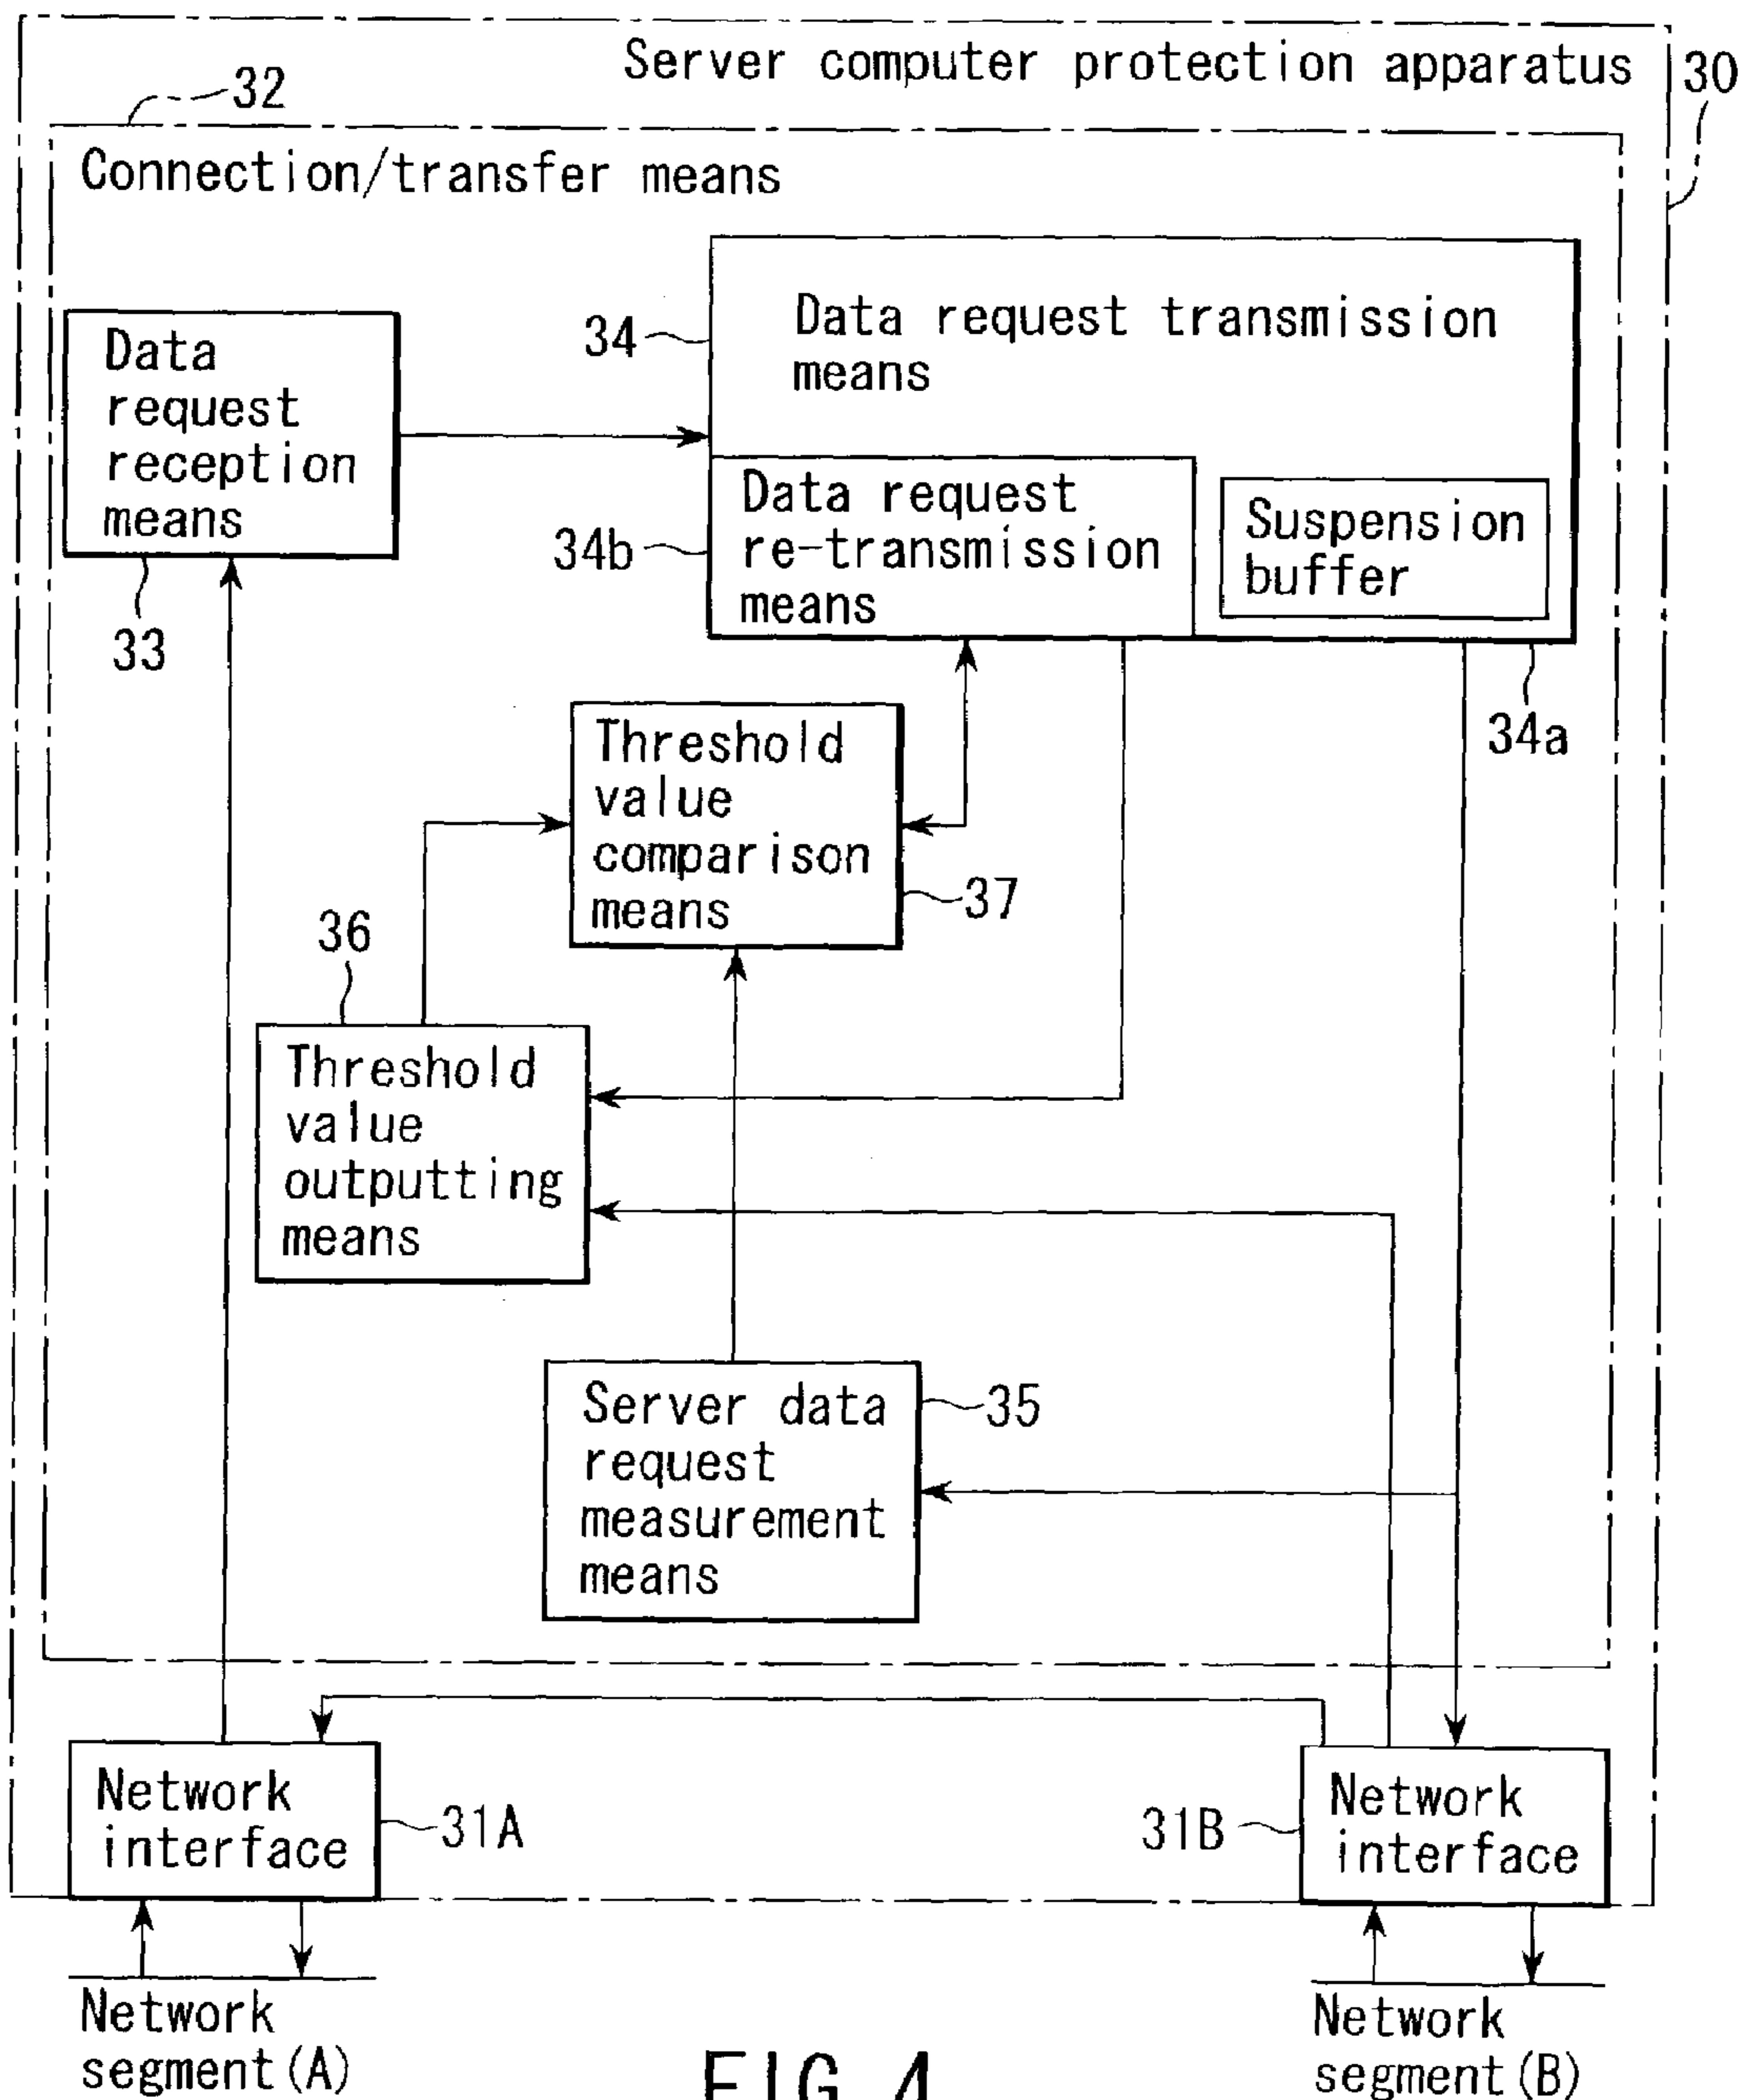 Server computer protection apparatus
30
32
Connection/transfer means
Data
request
reception
means
33
34
Data request transmission
means
34b
Data request
re-transmission
means
Suspension
buffer
34a
Threshold
value
comparison
means
37
36
Threshold
value
outputting
means
Server data
request
measurement
means
35
Network
interface
31A
31B
Network
interface
Network
segment(A)
Network
segment(B)
FIG.4